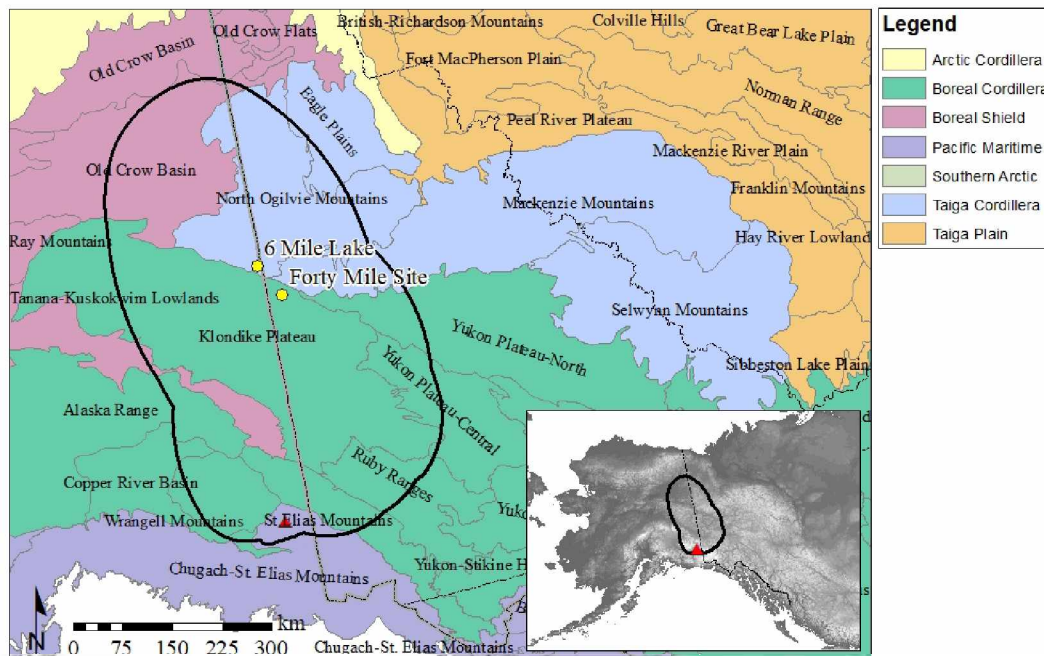 Old Crow Flats
British-Richardson Mountains
Colville Hills
Great Bear Lake Plain
Old Crow Basin
Fort MacPherson Plain
Eagle Plains
Norman Range
Peel River Plateau
Mackenzie River Plain
Old Crow Basin
North Ogilvie Mountains
Mackenzie Mountains
Franklin Mountains
Ray Mountains
6 Mile Lake
Hay River Lowland
Forty Mile Site
Tanana-Kuskokwim Lowlands
Selwyan Mountains
Klondike Plateau
Yukon Plateau-North
Sibbeston Lake Plain
Yukon Plateau-Central
Alaska Range
Ruby Ranges
Copper River Basin
Wrangell Mountains
St Elias Mountains
Chugach-St. Elias Mountains
Yukon-Stikine H
N
km
0 75 150 225 300
Chugach-St. Elias Mountains
Legend
Arctic Cordillera
Boreal Cordillera
Boreal Shield
Pacific Maritime
Southern Arctic
Taiga Cordillera
Taiga Plain